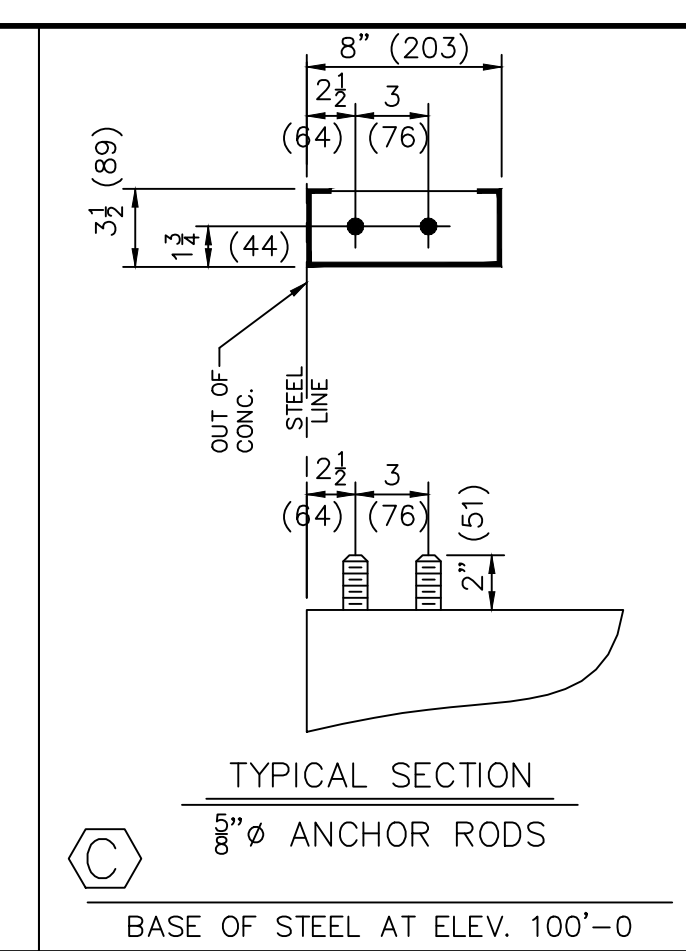 8” (203)
2½ 3
(64) (76)
3½ (89)
1¾ (44)
OUT OF
CONC.
STEEL
LINE
2½ 3
(64) (76)
2” (51)
TYPICAL SECTION
⅝”ø ANCHOR RODS
C
BASE OF STEEL AT ELEV. 100’-0